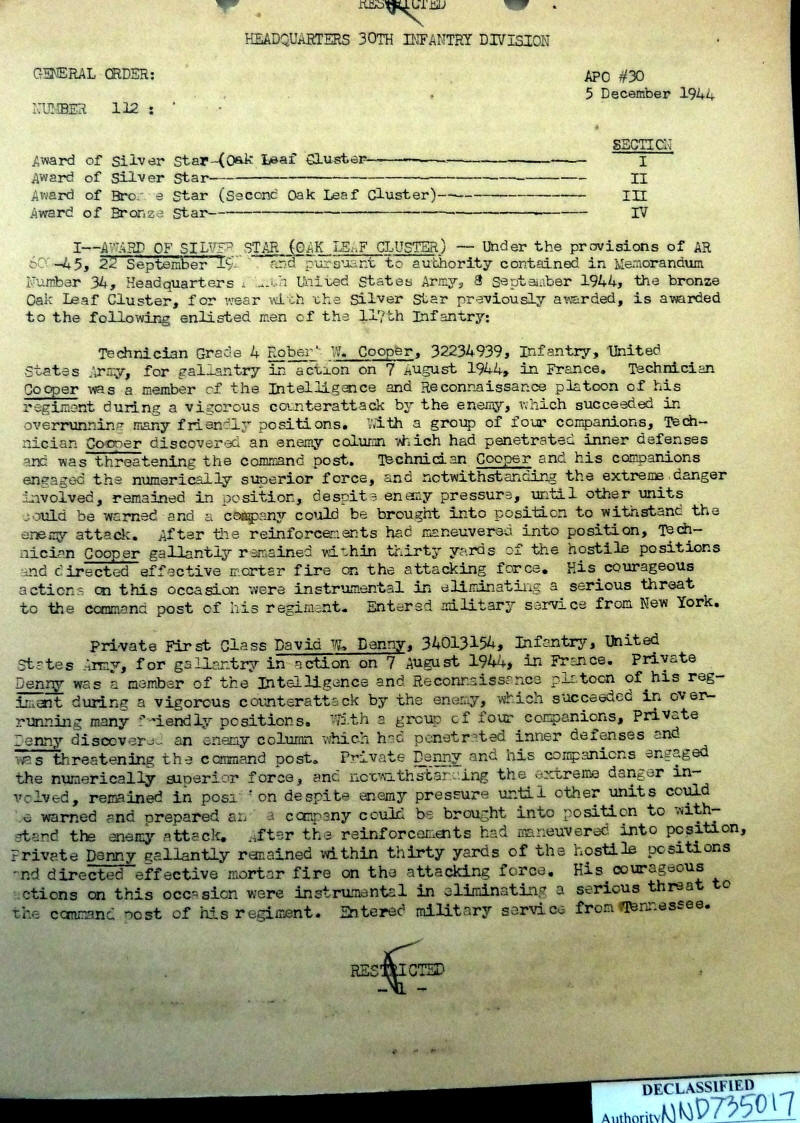 RESTRICTED
HEADQUARTERS 30TH INFANTRY DIVISION
GENERAL ORDER:
APO #30
5 December 1944
NUMBER 112 :
SECTION
Award of Silver Star-(Oak Leaf Cluster-------------------------- I
Award of Silver Star-------------------------------------------- II
Award of Bronze Star (Second Oak Leaf Cluster)------------------ III
Award of Bronze Star-------------------------------------------- IV
I--AWARD OF SILVER STAR (OAK LEAF CLUSTER) -- Under the provisions of AR
-45, 22 September and pursuant to authority contained in Memorandum
Number 34, Headquarters United States Army, 8 September 1944, the bronze
Oak Leaf Cluster, for wear with the Silver Star previously awarded, is awarded
to the following enlisted men of the 117th Infantry:
Technician Grade 4 Robert W. Cooper, 32234939, Infantry, United
States Army, for gallantry in action on 7 August 1944, in France. Technician
Cooper was a member of the Intelligence and Reconnaissance platoon of his
regiment during a vigorous counterattack by the enemy, which succeeded in
overrunning many friendly positions. With a group of four companions, Tech-
nician Cooper discovered an enemy column which had penetrated inner defenses
and was threatening the command post. Technician Cooper and his companions
engaged the numerically superior force, and notwithstanding the extreme danger
involved, remained in position, despite enemy pressure, until other units
could be warned and a company could be brought into position to withstand the
enemy attack. After the reinforcements had maneuvered into position, Tech-
nician Cooper gallantly remained within thirty yards of the hostile positions
and directed effective mortar fire on the attacking force. His courageous
actions on this occasion were instrumental in eliminating a serious threat
to the command post of his regiment. Entered military service from New York.
Private First Class David W. Denny, 34013154, Infantry, United
States Army, for gallantry in action on 7 August 1944, in France. Private
Denny was a member of the Intelligence and Reconnaissance platoon of his reg-
iment during a vigorous counterattack by the enemy, which succeeded in over-
running many friendly positions. With a group of four companions, Private
Denny discovered an enemy column which had penetrated inner defenses and
was threatening the command post. Private Denny and his companions engaged
the numerically superior force, and notwithstanding the extreme danger in-
volved, remained in position despite enemy pressure until other units could
be warned and prepared and a company could be brought into position to with-
stand the enemy attack. After the reinforcements had maneuvered into position,
Private Denny gallantly remained within thirty yards of the hostile positions
and directed effective mortar fire on the attacking force. His courageous
actions on this occasion were instrumental in eliminating a serious threat to
the command post of his regiment. Entered military service from Tennessee.
RESTRICTED
- 1 -
DECLASSIFIED
Authority NND735017